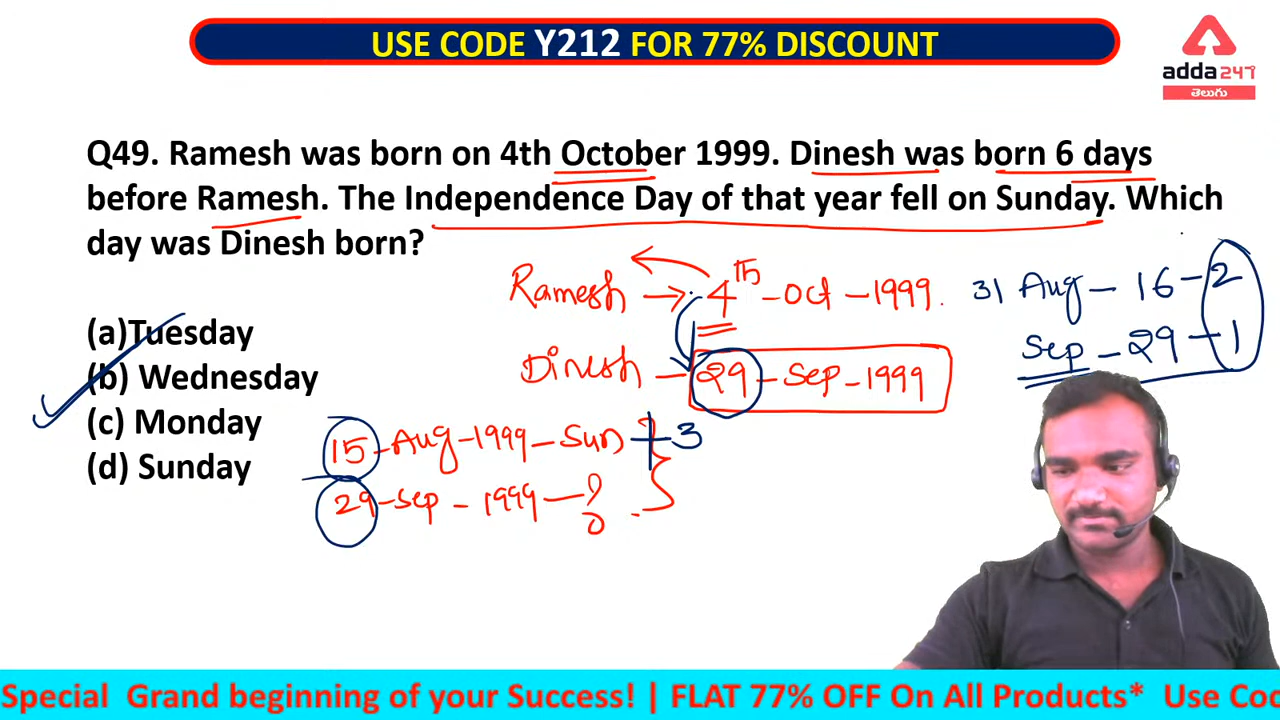 USE CODE Y212 FOR 77% DISCOUNT
adda247
తెలుగు
Q49. Ramesh was born on 4th October 1999. Dinesh was born 6 days
before Ramesh. The Independence Day of that year fell on Sunday. Which
day was Dinesh born?
Ramesh → 4th - Oct - 1999.
31 Aug - 16 - 2
Sep - 29 - 1
Dinesh - 29 - Sep - 1999
(a)Tuesday
(b) Wednesday
(c) Monday
(d) Sunday
15 - Aug - 1999 - Sun + 3
29 - Sep - 1999 - ?
Special Grand beginning of your Success! | FLAT 77% OFF On All Products* Use Coc